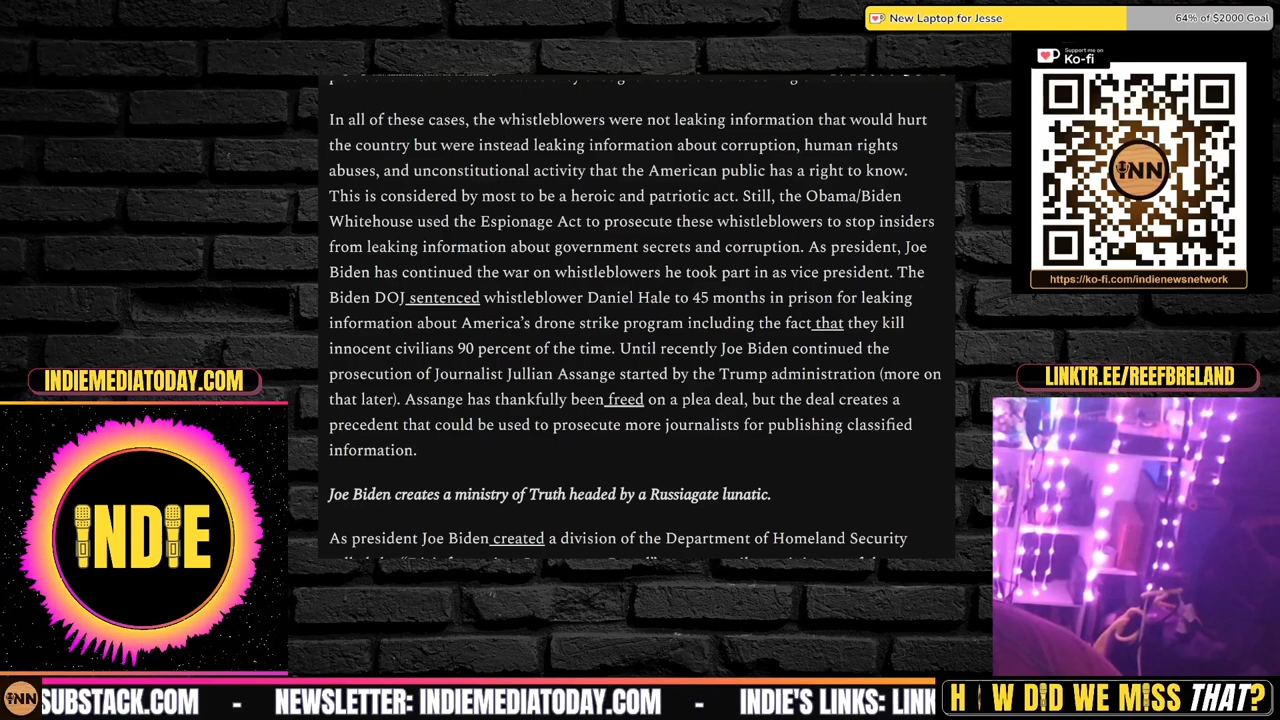 New Laptop for Jesse
64% of $2000 Goal
Support me on
Ko-fi
INN
https://ko-fi.com/indienewsnetwork
In all of these cases, the whistleblowers were not leaking information that would hurt
the country but were instead leaking information about corruption, human rights
abuses, and unconstitutional activity that the American public has a right to know.
This is considered by most to be a heroic and patriotic act. Still, the Obama/Biden
Whitehouse used the Espionage Act to prosecute these whistleblowers to stop insiders
from leaking information about government secrets and corruption. As president, Joe
Biden has continued the war on whistleblowers he took part in as vice president. The
Biden DOJ sentenced whistleblower Daniel Hale to 45 months in prison for leaking
information about America's drone strike program including the fact that they kill
innocent civilians 90 percent of the time. Until recently Joe Biden continued the
prosecution of Journalist Jullian Assange started by the Trump administration (more on
that later). Assange has thankfully been freed on a plea deal, but the deal creates a
precedent that could be used to prosecute more journalists for publishing classified
information.
Joe Biden creates a ministry of Truth headed by a Russiagate lunatic.
As president Joe Biden created a division of the Department of Homeland Security
INDIEMEDIATODAY.COM
INDIE
LINKTR.EE/REEFBRELAND
INN
SUBSTACK.COM - NEWSLETTER: INDIEMEDIATODAY.COM - INDIE'S LINKS: LINK
HOW DID WE MISS THAT?